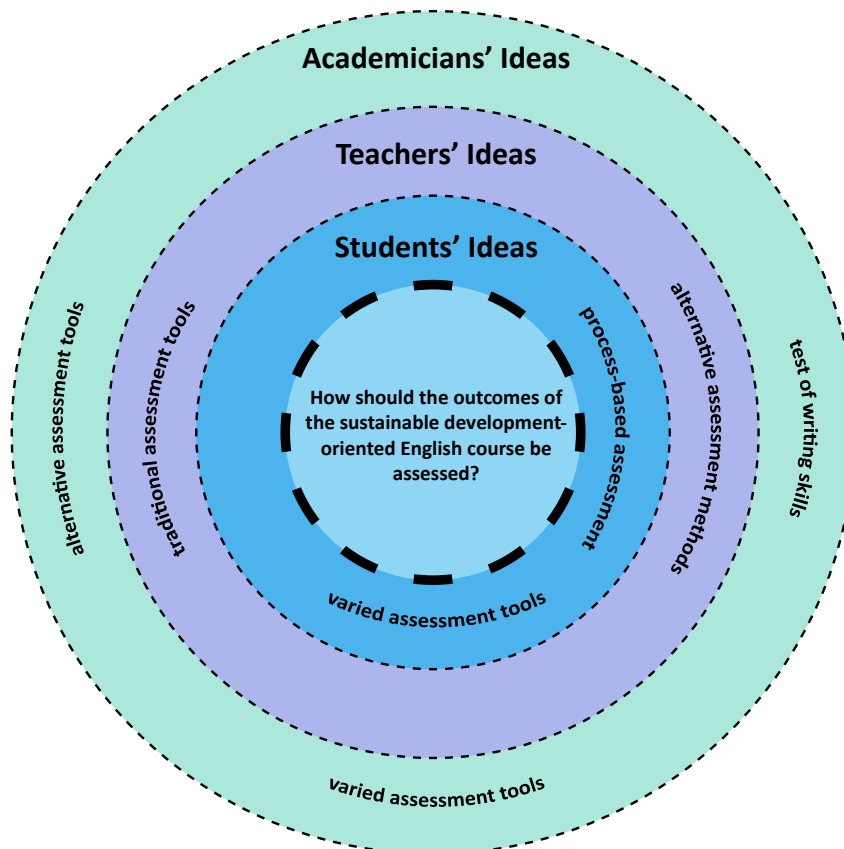 Academicians’ Ideas
Teachers’ Ideas
Students’ Ideas
alternative assessment tools
traditional assessment tools
How should the outcomes of
the sustainable development-
oriented English course be
assessed?
process-based assessment
alternative assessment methods
test of writing skills
varied assessment tools
varied assessment tools